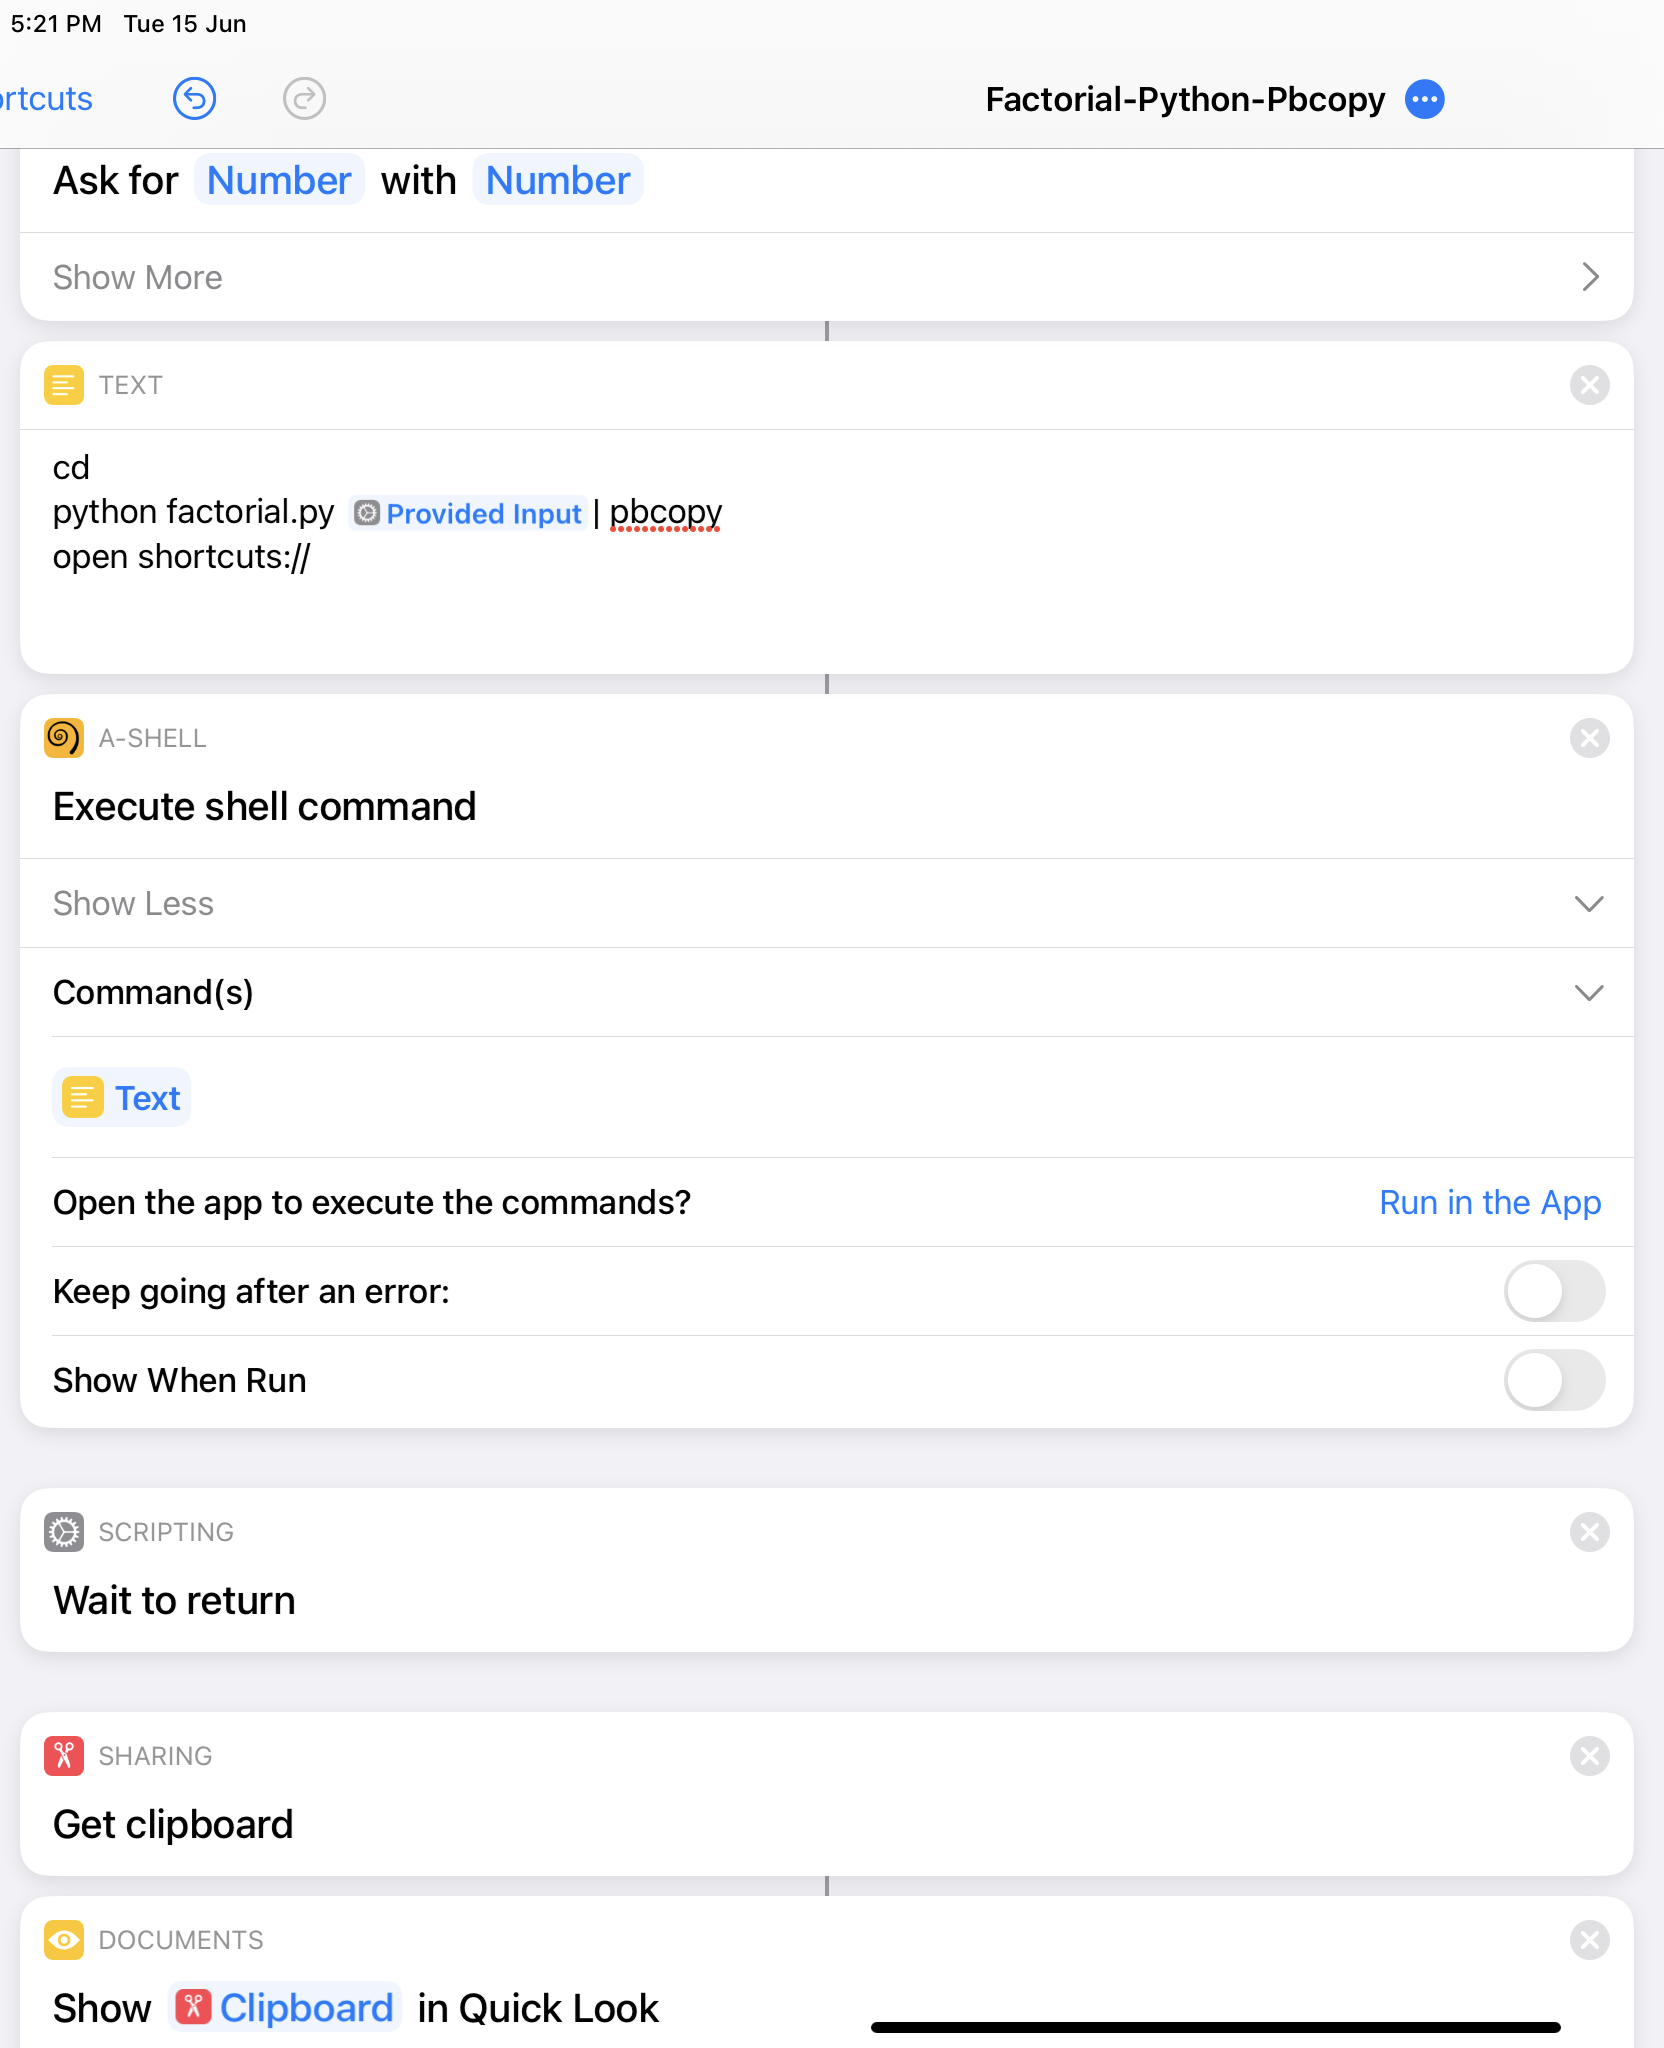 5:21 PM Tue 15 Jun
ortcuts
Factorial-Python-Pbcopy
Ask for Number with Number
Show More
TEXT
cd
python factorial.py Provided Input | pbcopy
open shortcuts://
A-SHELL
Execute shell command
Show Less
Command(s)
Text
Open the app to execute the commands? Run in the App
Keep going after an error:
Show When Run
SCRIPTING
Wait to return
SHARING
Get clipboard
DOCUMENTS
Show Clipboard in Quick Look